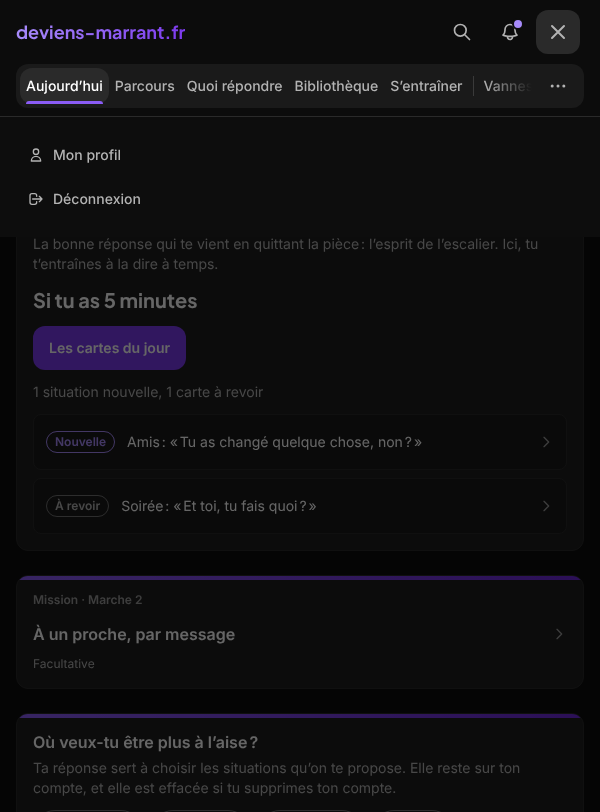 deviens-marrant.fr
Aujourd’hui
Parcours
Quoi répondre
Bibliothèque
S’entraîner
Mon profil
Déconnexion
La bonne réponse qui te vient en quittant la pièce : l’esprit de l’escalier. Ici, tu
t’entraînes à la dire à temps.
Si tu as 5 minutes
Les cartes du jour
1 situation nouvelle, 1 carte à revoir
Nouvelle Amis : « Tu as changé quelque chose, non ? »
À revoir Soirée : « Et toi, tu fais quoi ? »
Mission · Marche 2
À un proche, par message
Facultative
Où veux-tu être plus à l’aise ?
Ta réponse sert à choisir les situations qu’on te propose. Elle reste sur ton
compte, et elle est effacée si tu supprimes ton compte.